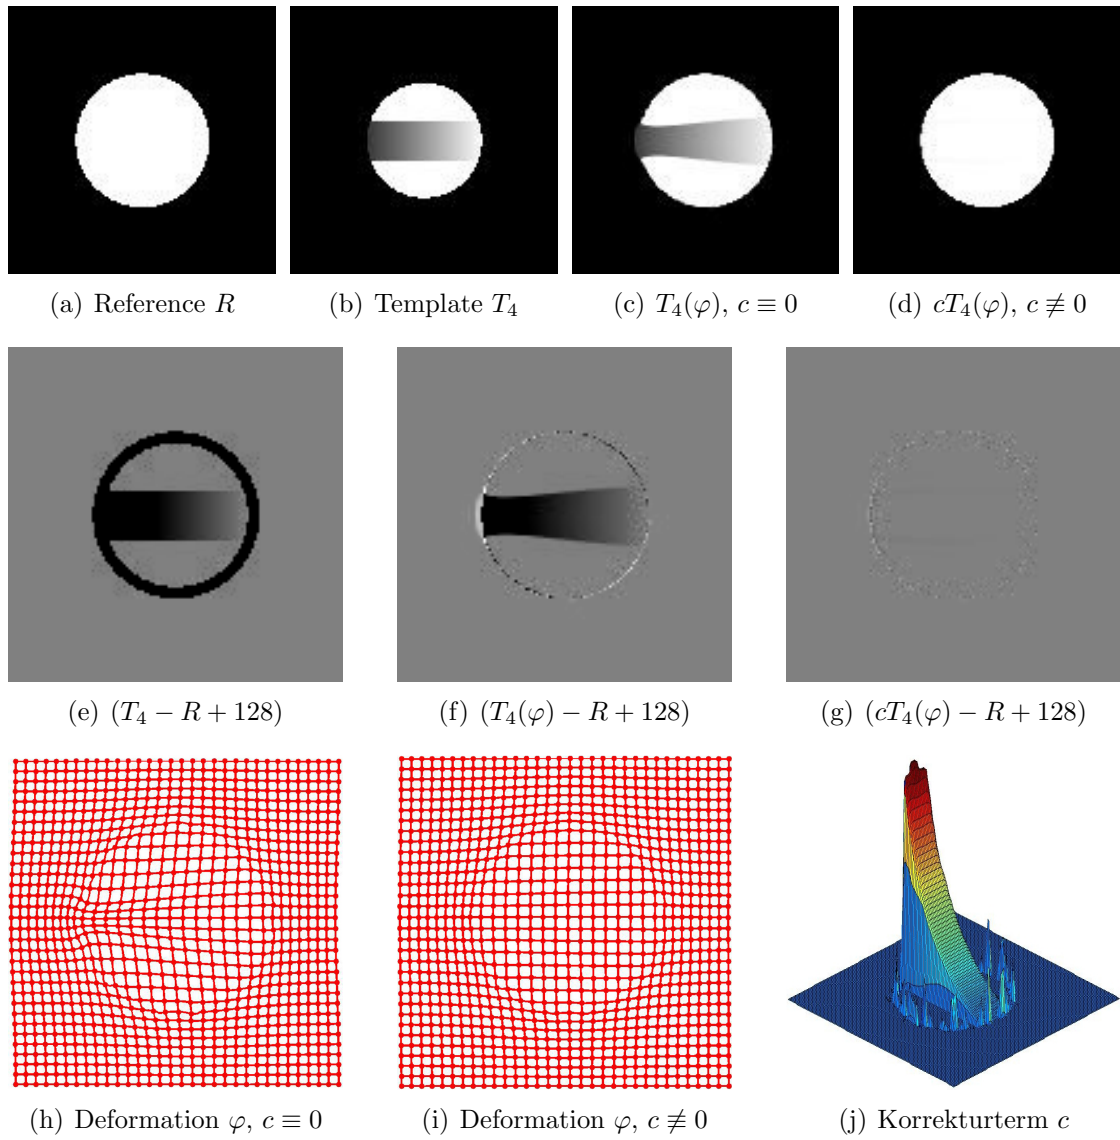 (a) Reference R
(b) Template T₄
(c) T₄(φ), c ≡ 0
(d) cT₄(φ), c ≢ 0
(e) (T₄ − R + 128)
(f) (T₄(φ) − R + 128)
(g) (cT₄(φ) − R + 128)
(h) Deformation φ, c ≡ 0
(i) Deformation φ, c ≢ 0
(j) Korrekturterm c